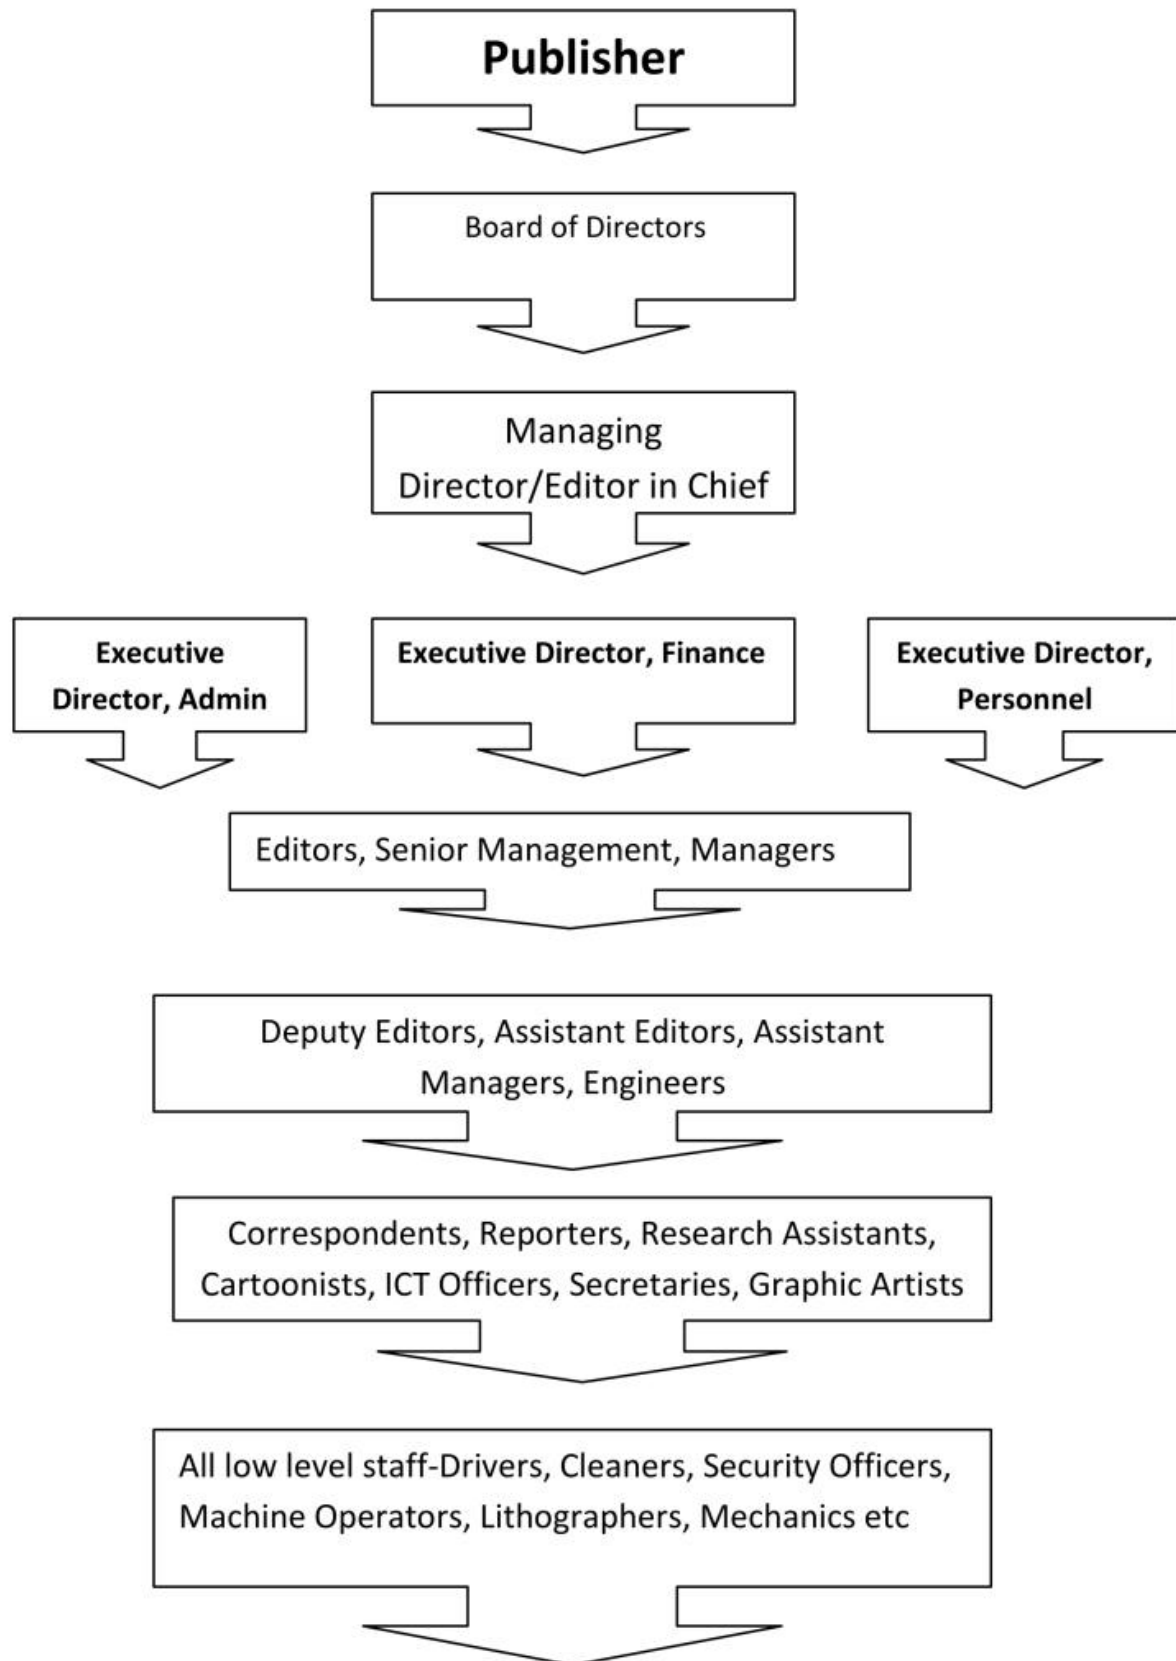 Publisher
Board of Directors
Managing
Director/Editor in Chief
Executive
Director, Admin
Executive Director, Finance
Executive Director,
Personnel
Editors, Senior Management, Managers
Deputy Editors, Assistant Editors, Assistant
Managers, Engineers
Correspondents, Reporters, Research Assistants,
Cartoonists, ICT Officers, Secretaries, Graphic Artists
All low level staff-Drivers, Cleaners, Security Officers,
Machine Operators, Lithographers, Mechanics etc